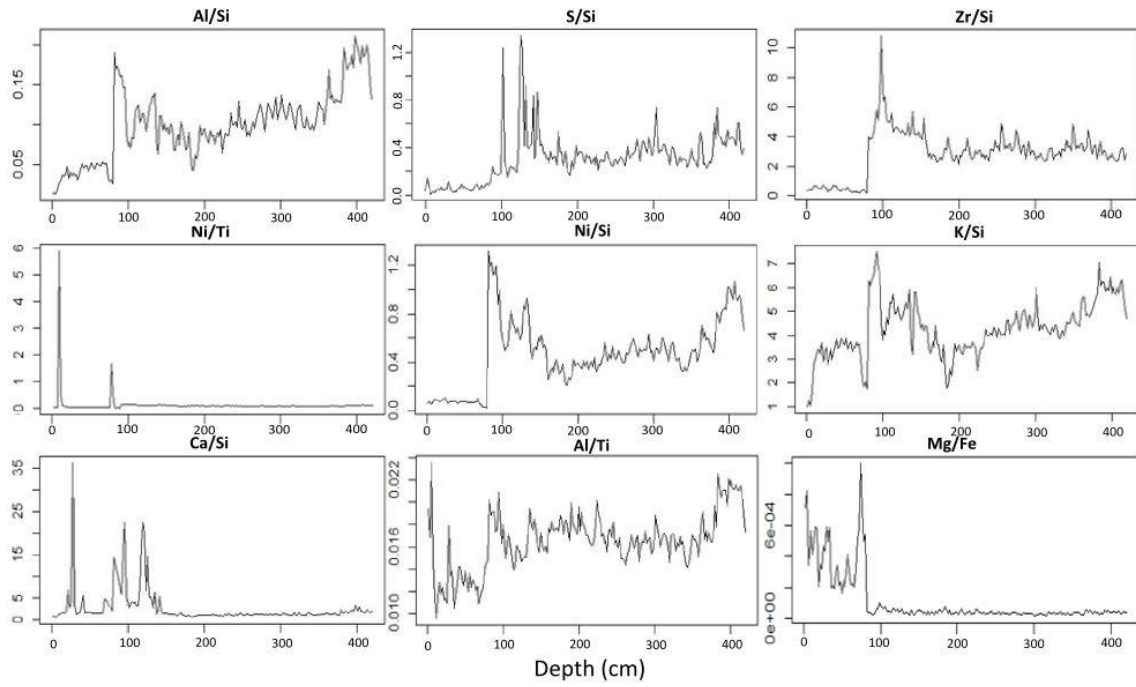 Al/Si S/Si Zr/Si
0.05 0.15
0 100 200 300 400
0.0 0.4 0.8 1.2
0 100 200 300 400
0 2 4 6 8 10
0 100 200 300 400
Ni/Ti Ni/Si K/Si
0 1 2 3 4 5 6
0 100 200 300 400
0.0 0.4 0.8 1.2
0 100 200 300 400
1 2 3 4 5 6 7
0 100 200 300 400
Ca/Si Al/Ti Mg/Fe
0 5 15 25 35
0 100 200 300 400
0.010 0.016 0.022
0 100 200 300 400
0e+00 6e-04
0 100 200 300 400
Depth (cm)